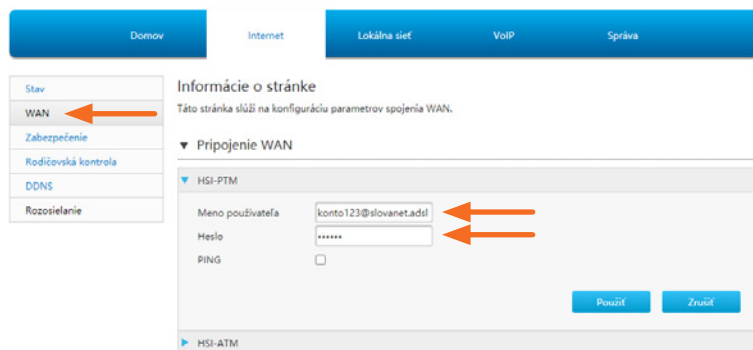 Domov Internet Lokálna sieť VoIP Správa
Stav
WAN
Zabezpečenie
Rodičovská kontrola
DDNS
Rozosielanie
Informácie o stránke
Táto stránka slúži na konfiguráciu parametrov spojenia WAN.
▼ Pripojenie WAN
▼ HSI-PTM
Meno používateľa konto123@slovanet.adsl
Heslo ••••••
PING
Použiť Zrušiť
▶ HSI-ATM